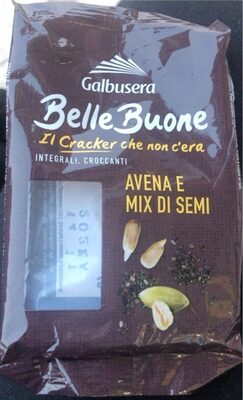 Galbusera
BelleBuone
Il Cracker che non c'era
INTEGRALI. CROCCANTI
AVENA E
MIX DI SEMI